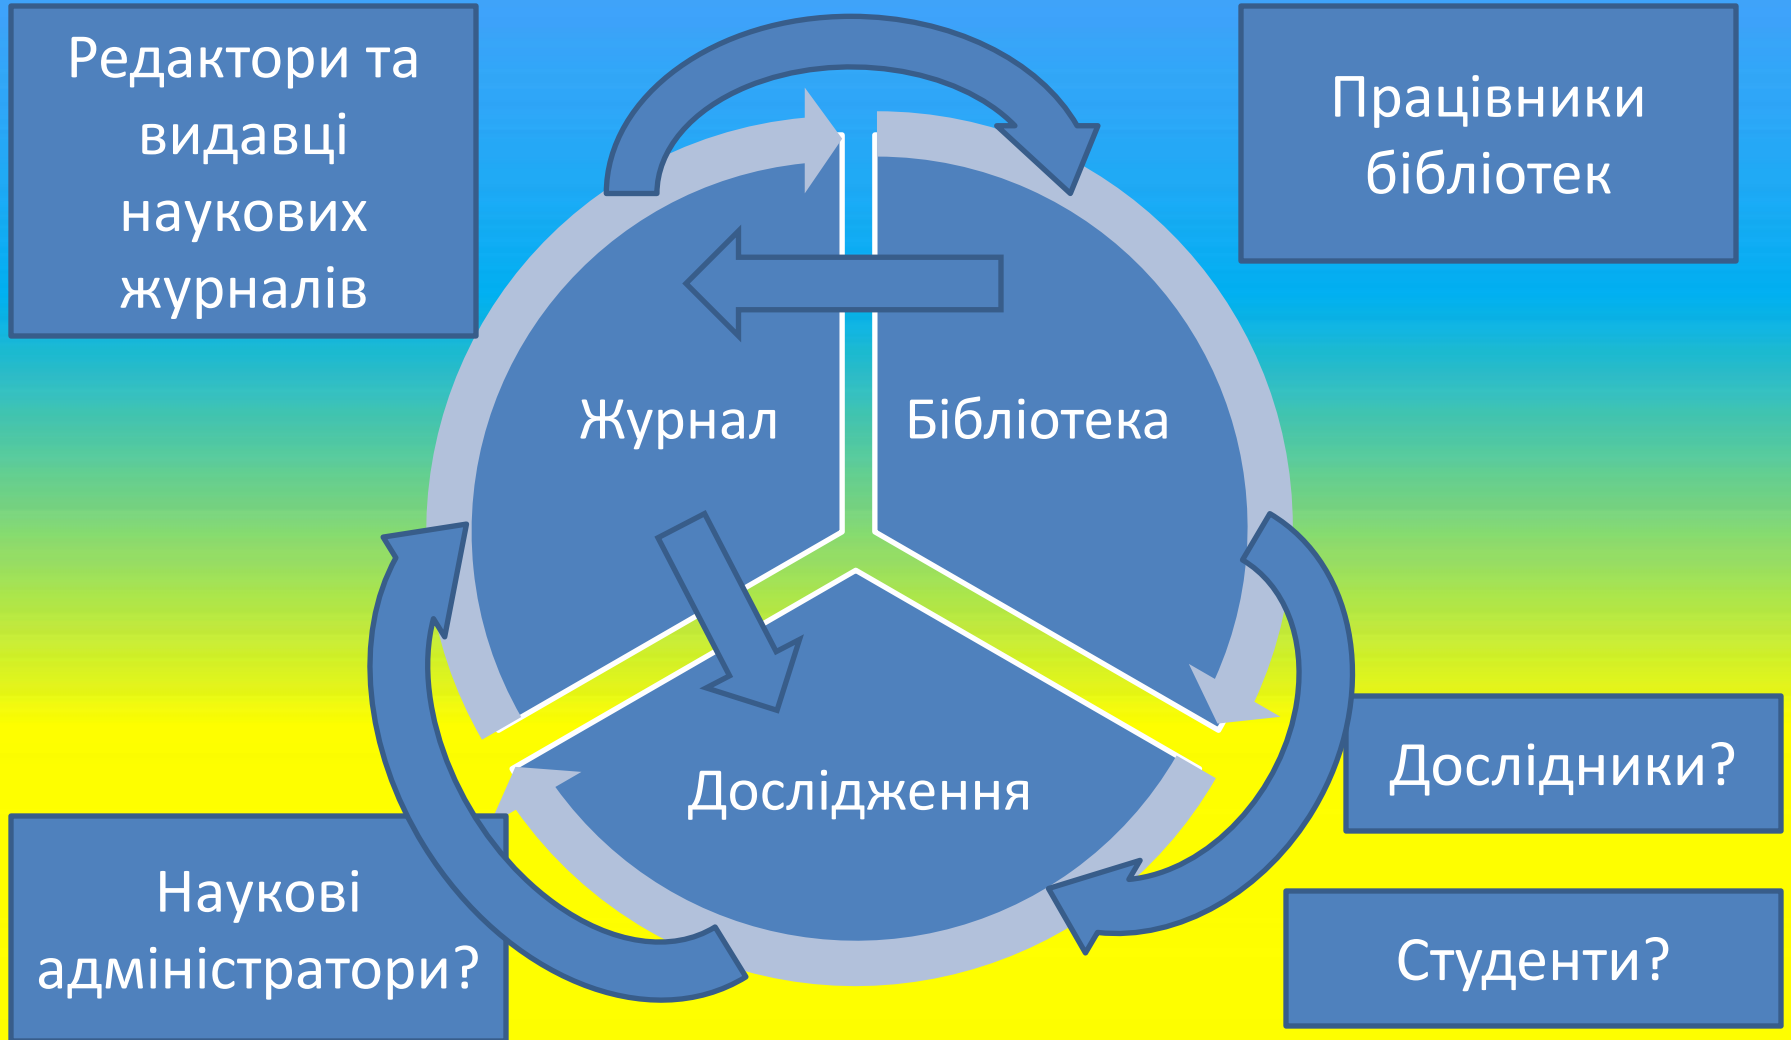 Редактори та
видавці
наукових
журналів
Працівники
бібліотек
Журнал
Бібліотека
Дослідження
Дослідники?
Наукові
адміністратори?
Студенти?